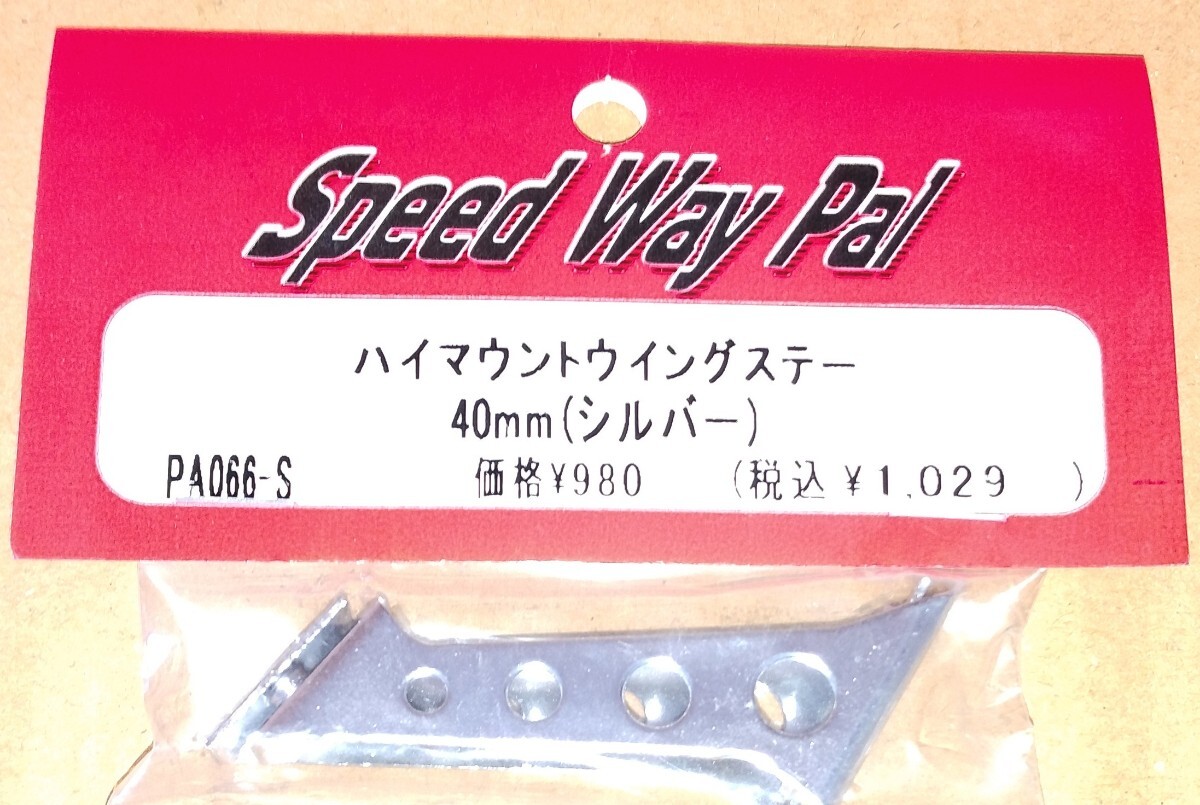 Speed Way Pal
ハイマウントウイングステー
40mm(シルバー)
PA066-S 価格¥980 (税込¥1,029 )